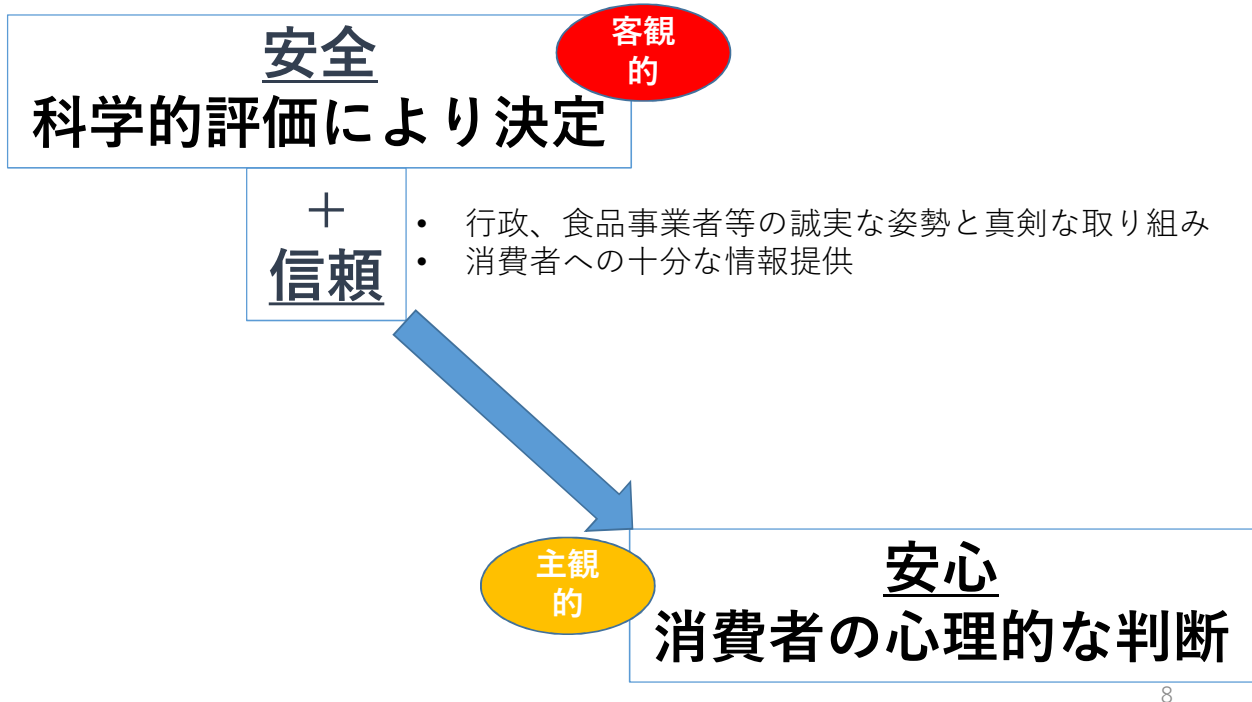 客観
的
安全
科学的評価により決定
＋
信頼
• 行政、食品事業者等の誠実な姿勢と真剣な取り組み
• 消費者への十分な情報提供
主観
的
安心
消費者の心理的な判断
8